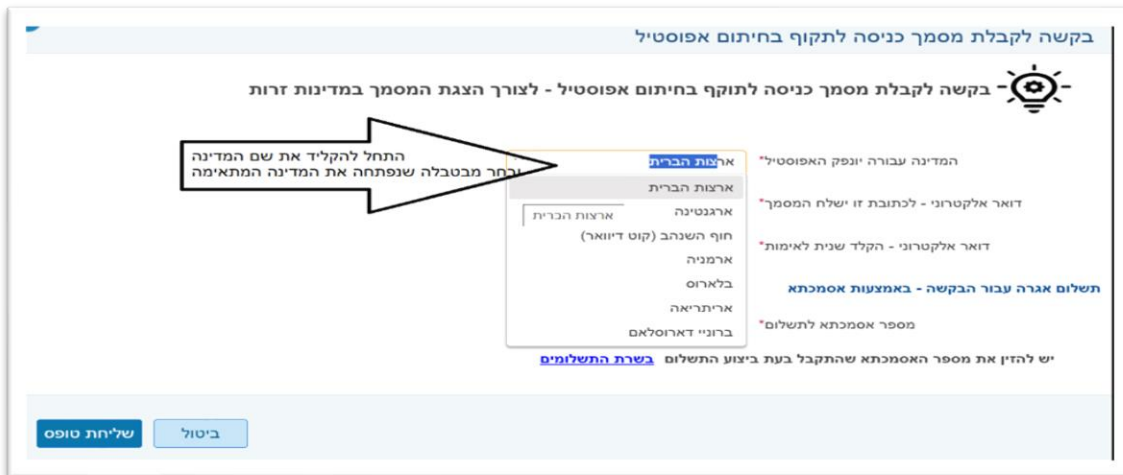 בקשה לקבלת מסמך כניסה לתקוף בחיתום אפוסטיל
בקשה לקבלת מסמך כניסה לתוקף בחיתום אפוסטיל - לצורך הצגת המסמך במדינות זרות
המדינה עבורה יונפק האפוסטיל*
ארצות הברית
התחל להקליד את שם המדינה
ובחר מבטבלה שנפתחה את המדינה המתאימה
ארצות הברית
ארגנטינה
ארצות הברית
חוף השנהב (קוט דיוואר)
ארמניה
בלארוס
אריתריאה
ברוניי דארוסלאם
דואר אלקטרוני - לכתובת זו ישלח המסמך*
דואר אלקטרוני - הקלד שנית לאימות*
תשלום אגרה עבור הבקשה - באמצעות אסמכתא
מספר אסמכתא לתשלום*
יש להזין את מספר האסמכתא שהתקבל בעת ביצוע התשלום בשרת התשלומים
ביטול
שליחת טופס